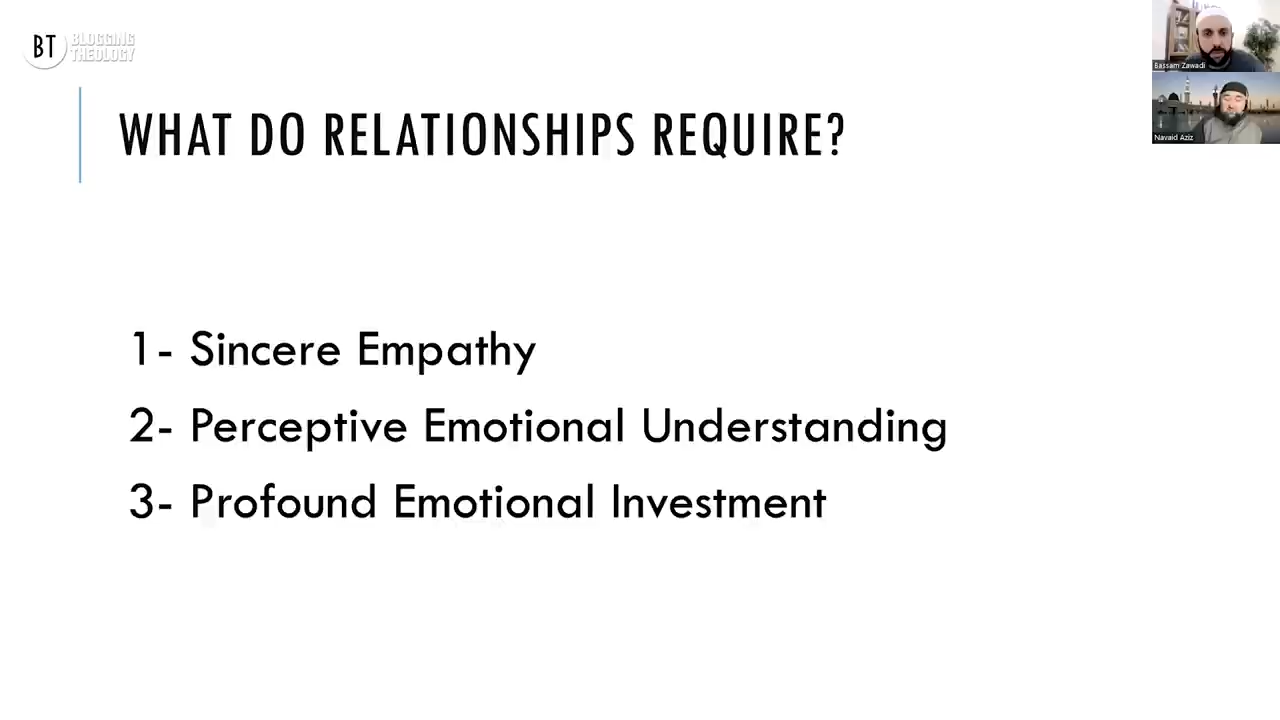 BT BLOGGING
THEOLOGY
Bassam Zawadi
Navaid Aziz
WHAT DO RELATIONSHIPS REQUIRE?
1- Sincere Empathy
2- Perceptive Emotional Understanding
3- Profound Emotional Investment